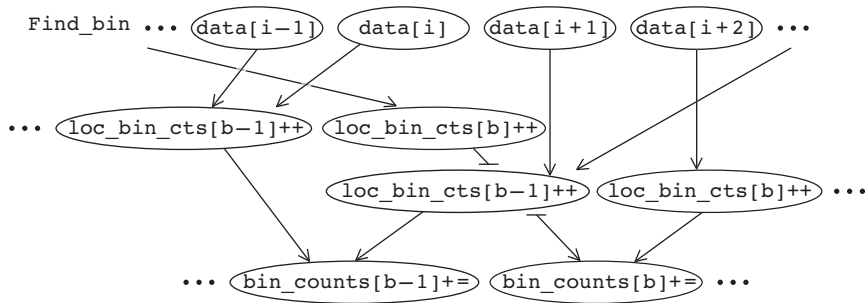 Find_bin ••• data[i−1] data[i] data[i+1] data[i+2] •••
••• loc_bin_cts[b−1]++ loc_bin_cts[b]++
loc_bin_cts[b−1]++ loc_bin_cts[b]++ •••
••• bin_counts[b−1]+= bin_counts[b]+= •••